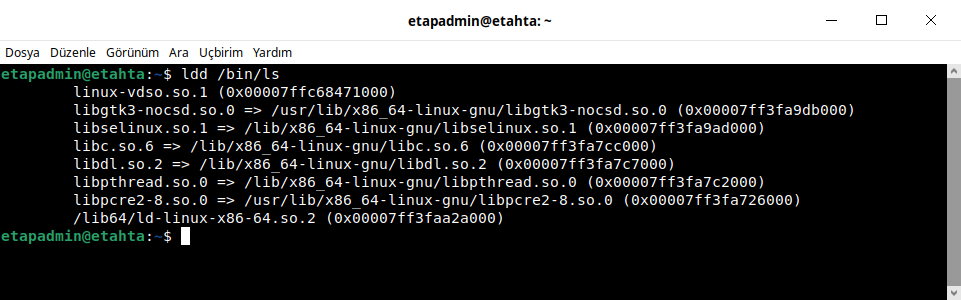 etapadmin@etahta: ~
Dosya Düzenle Görünüm Ara Uçbirim Yardım
etapadmin@etahta:~$ ldd /bin/ls
linux-vdso.so.1 (0x00007ffc68471000)
libgtk3-nocsd.so.0 => /usr/lib/x86_64-linux-gnu/libgtk3-nocsd.so.0 (0x00007ff3fa9db000)
libselinux.so.1 => /lib/x86_64-linux-gnu/libselinux.so.1 (0x00007ff3fa9ad000)
libc.so.6 => /lib/x86_64-linux-gnu/libc.so.6 (0x00007ff3fa7cc000)
libdl.so.2 => /lib/x86_64-linux-gnu/libdl.so.2 (0x00007ff3fa7c7000)
libpthread.so.0 => /lib/x86_64-linux-gnu/libpthread.so.0 (0x00007ff3fa7c2000)
libpcre2-8.so.0 => /usr/lib/x86_64-linux-gnu/libpcre2-8.so.0 (0x00007ff3fa726000)
/lib64/ld-linux-x86-64.so.2 (0x00007ff3faa2a000)
etapadmin@etahta:~$